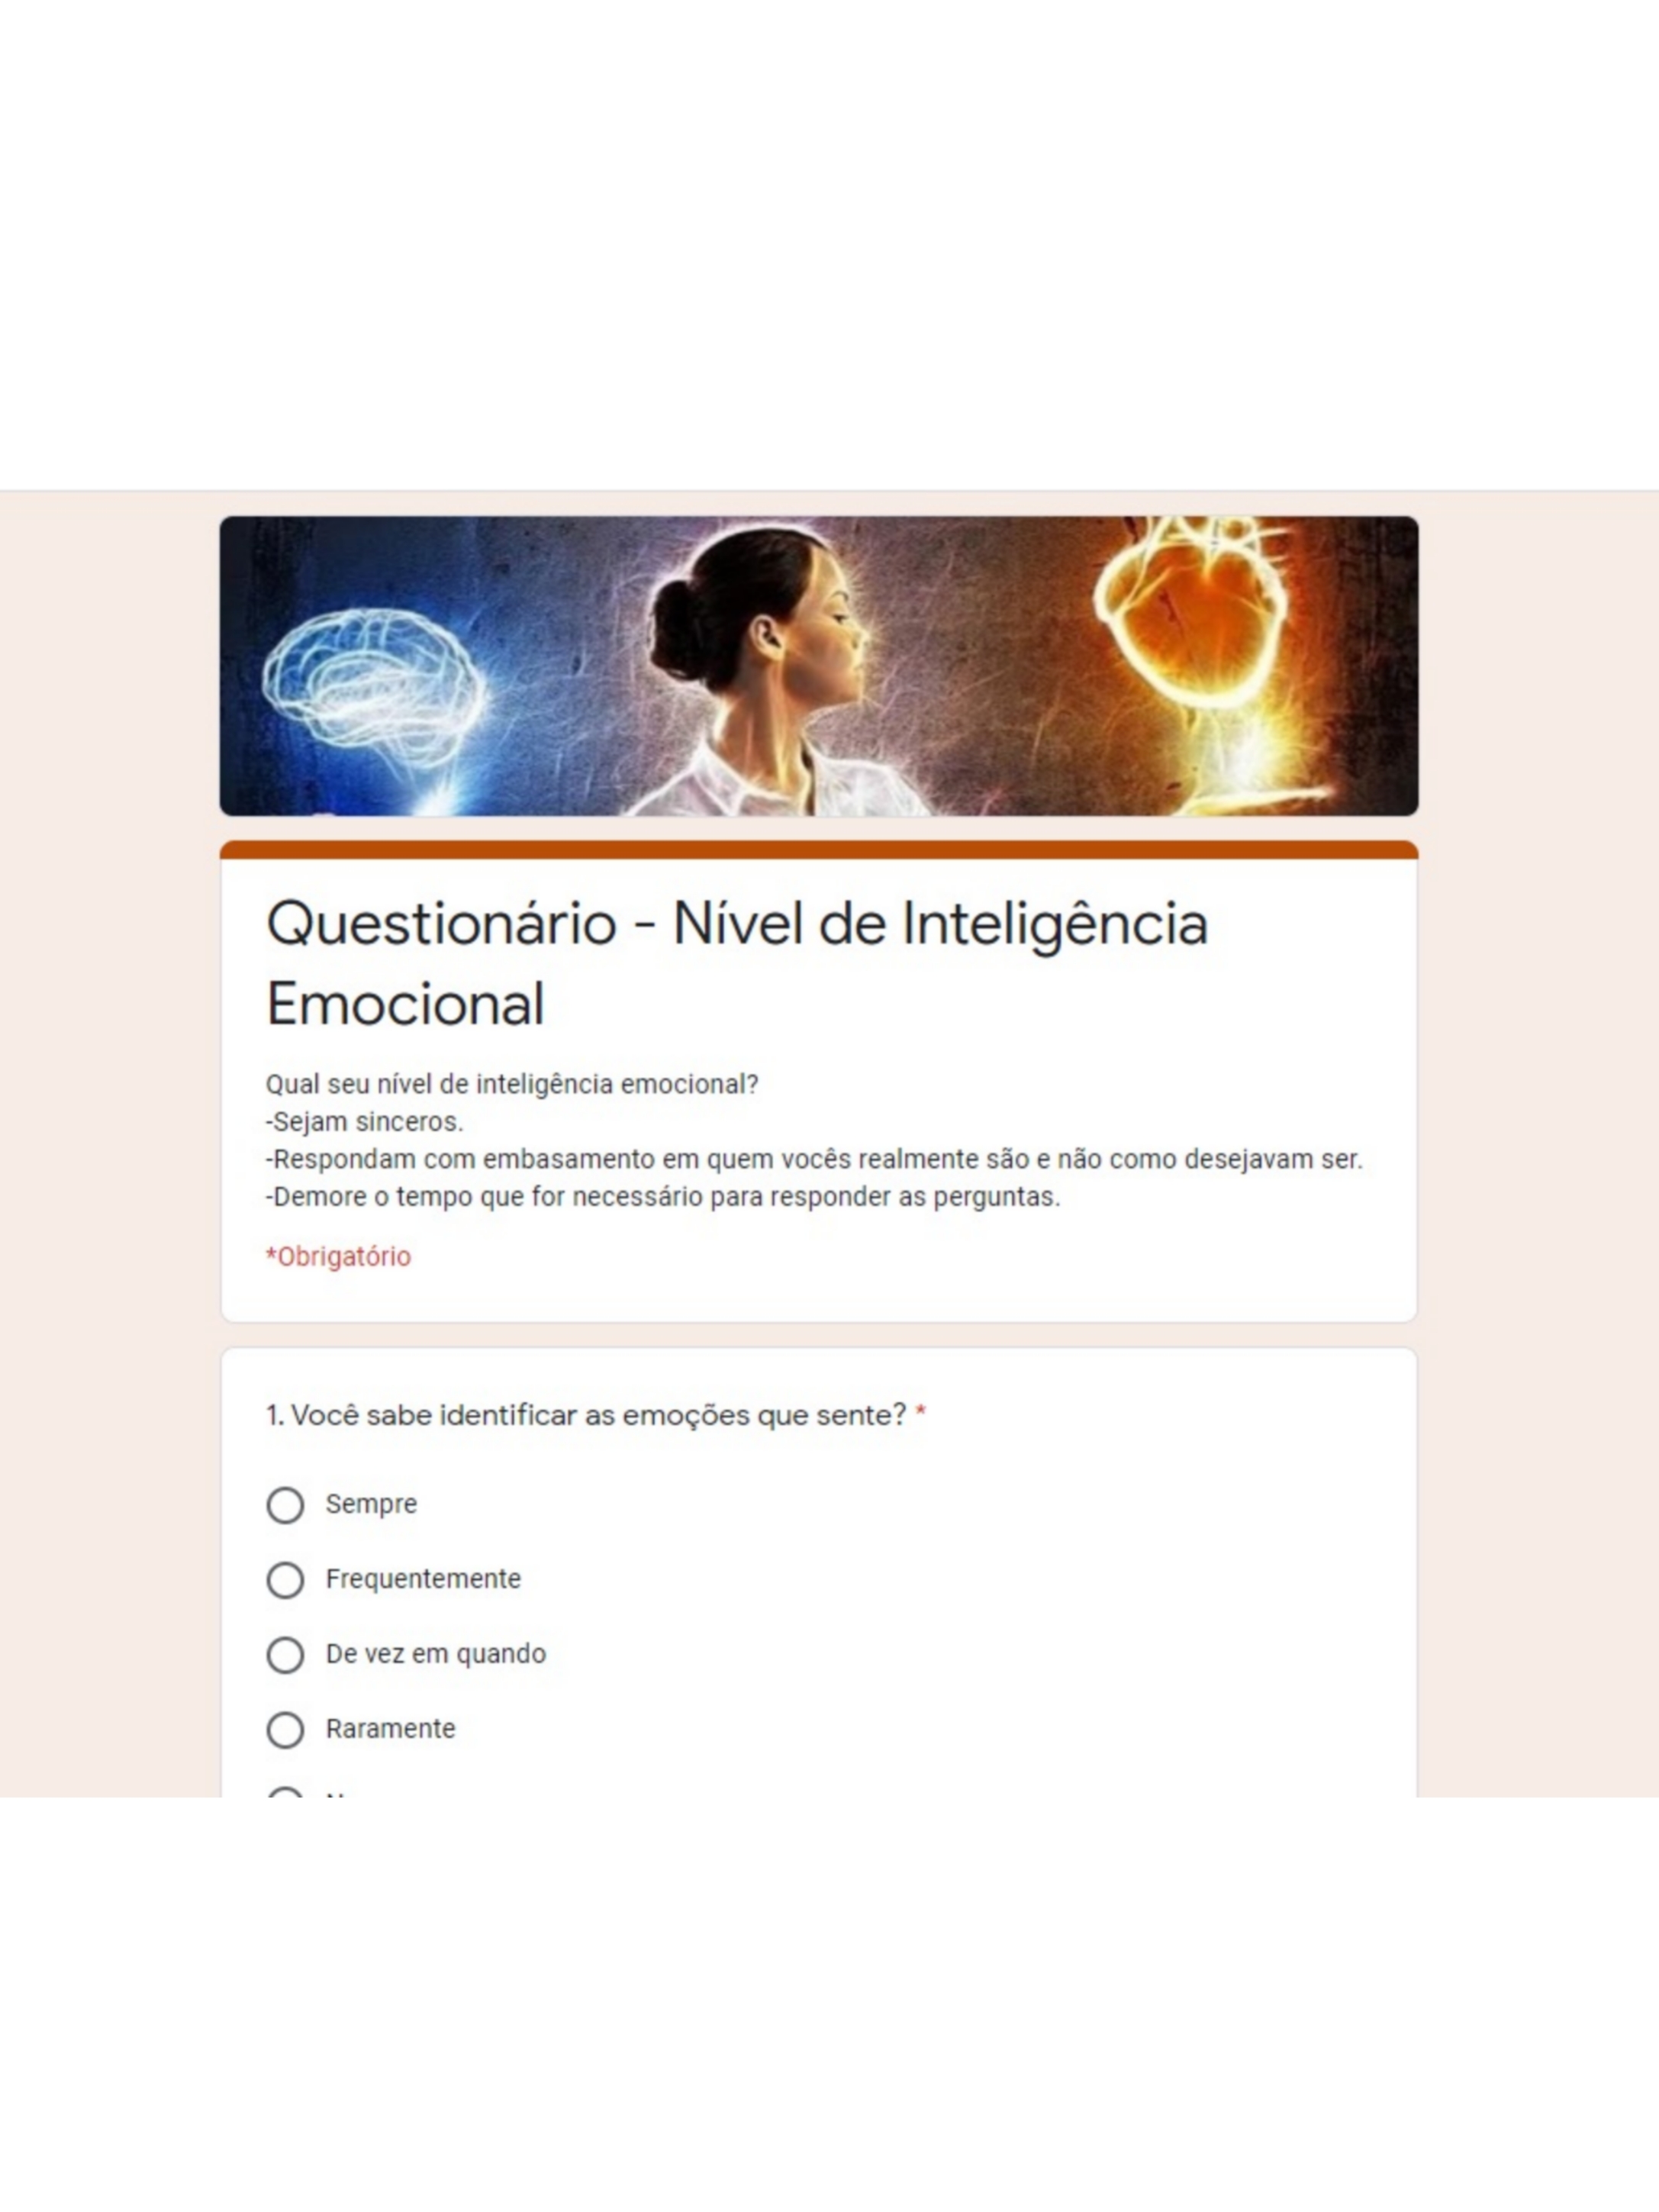 Questionário - Nível de Inteligência
Emocional
Qual seu nível de inteligência emocional?
-Sejam sinceros.
-Respondam com embasamento em quem vocês realmente são e não como desejavam ser.
-Demore o tempo que for necessário para responder as perguntas.
*Obrigatório
1. Você sabe identificar as emoções que sente? *
Sempre
Frequentemente
De vez em quando
Raramente